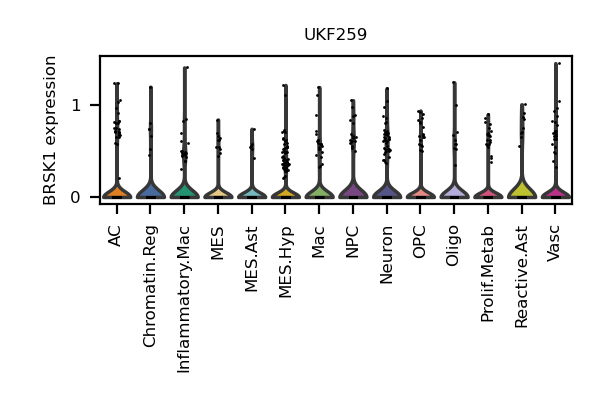 UKF259
BRSK1 expression
1
0
AC
Chromatin.Reg
Inflammatory.Mac
MES
MES.Ast
MES.Hyp
Mac
NPC
Neuron
OPC
Oligo
Prolif.Metab
Reactive.Ast
Vasc